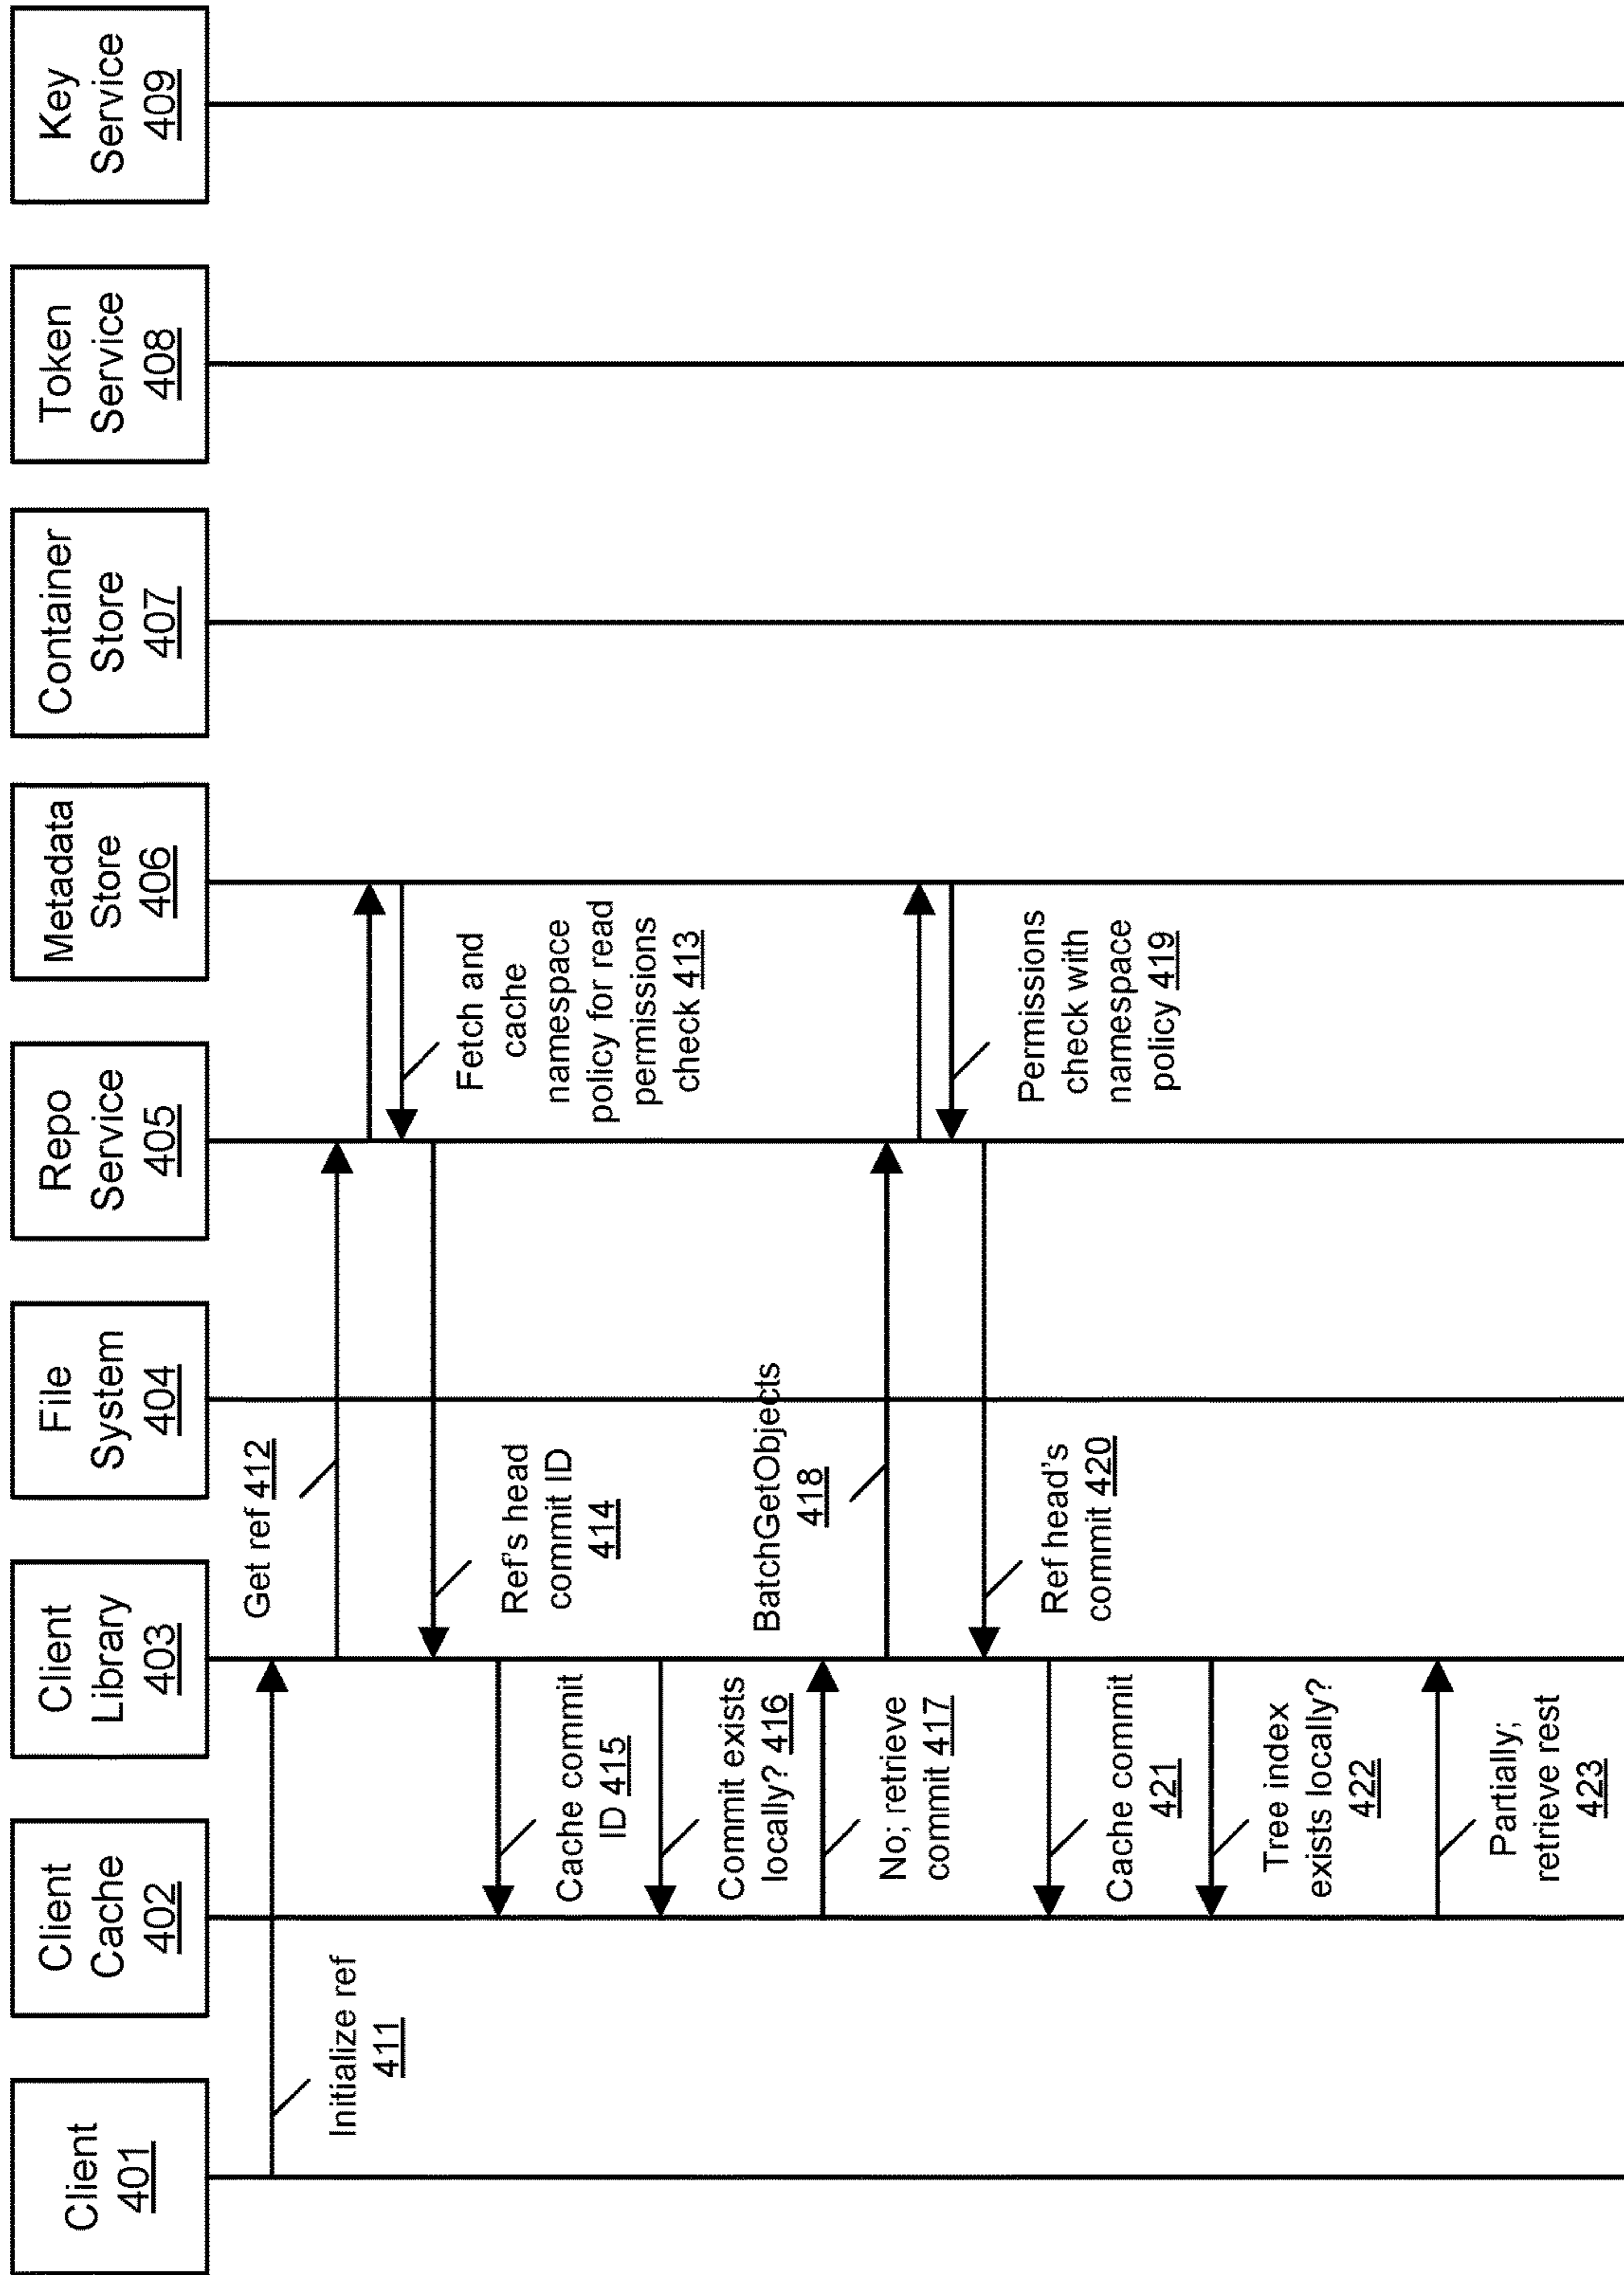 Client
401
Client
Cache
402
Client
Library
403
File
System
404
Repo
Service
405
Metadata
Store
406
Container
Store
407
Token
Service
408
Key
Service
409
Initialize ref
411
Get ref 412
Fetch and
cache
namespace
policy for read
permissions
check 413
Ref's head
commit ID
414
Cache commit
ID 415
Commit exists
locally? 416
No; retrieve
commit 417
BatchGetObjects
418
Permissions
check with
namespace
policy 419
Ref head's
commit 420
Cache commit
421
Tree index
exists locally?
422
Partially;
retrieve rest
423